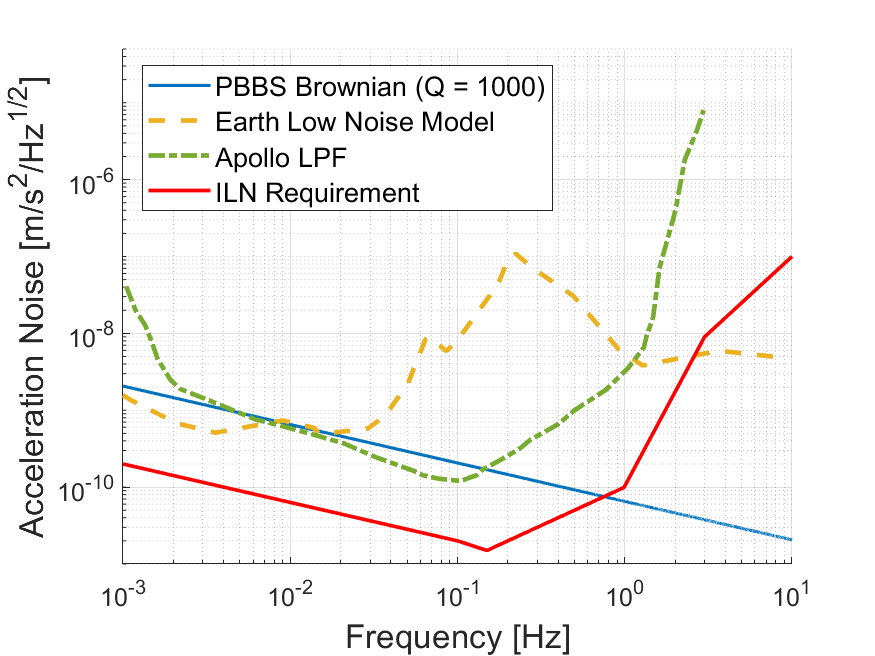 PBBS Brownian (Q = 1000)
Earth Low Noise Model
Apollo LPF
ILN Requirement
Acceleration Noise [m/s²/Hz^1/2]
10^-6
10^-8
10^-10
10^-3 10^-2 10^-1 10^0 10^1
Frequency [Hz]